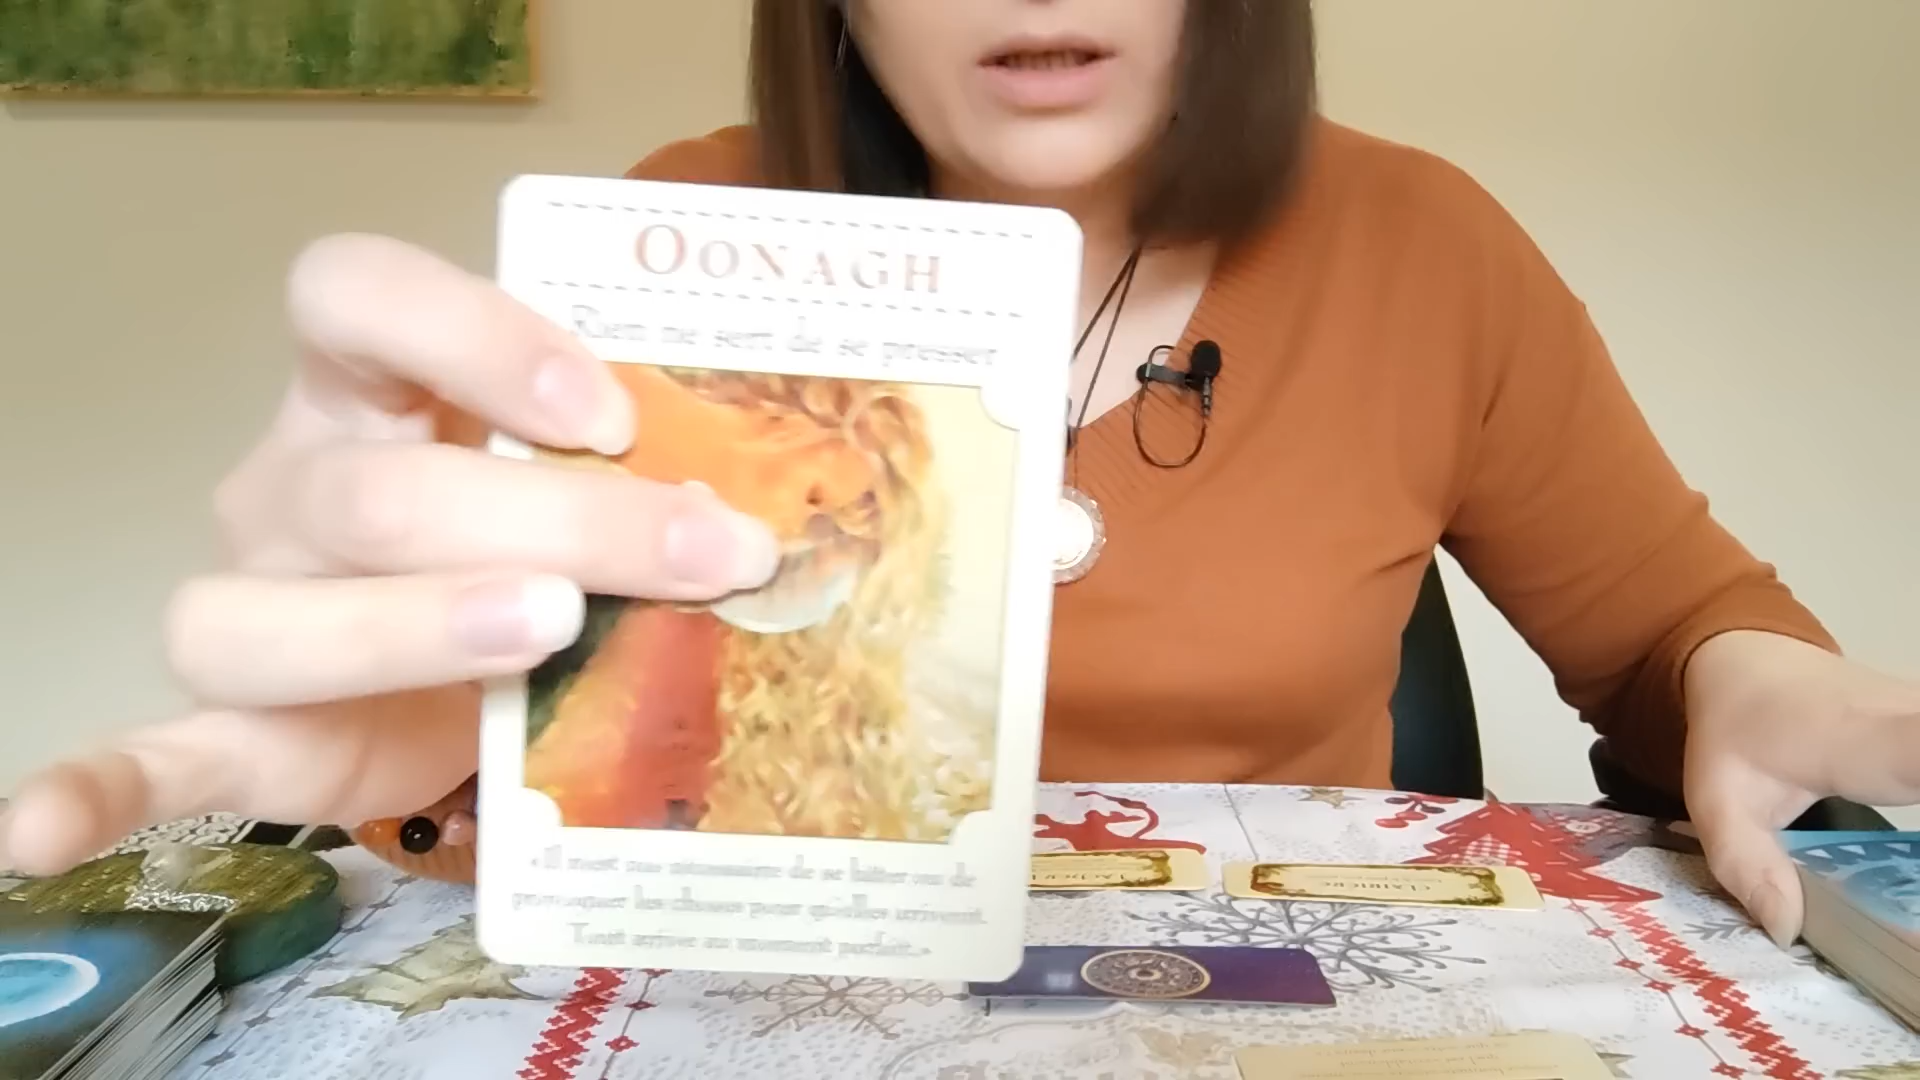 OONAGH
Rien ne sert de se presser
«Il n'est pas nécessaire de se hâter ou de
provoquer les choses pour qu'elles arrivent.
Tout arrive au moment parfait.»